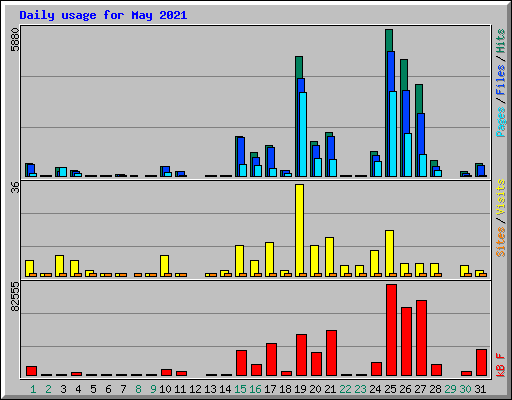 Daily usage for May 2021
5880
36
82555
Pages / Files / Hits
Sites / Visits
kB F
1 2 3 4 5 6 7 8 9 10 11 12 13 14 15 16 17 18 19 20 21 22 23 24 25 26 27 28 29 30 31